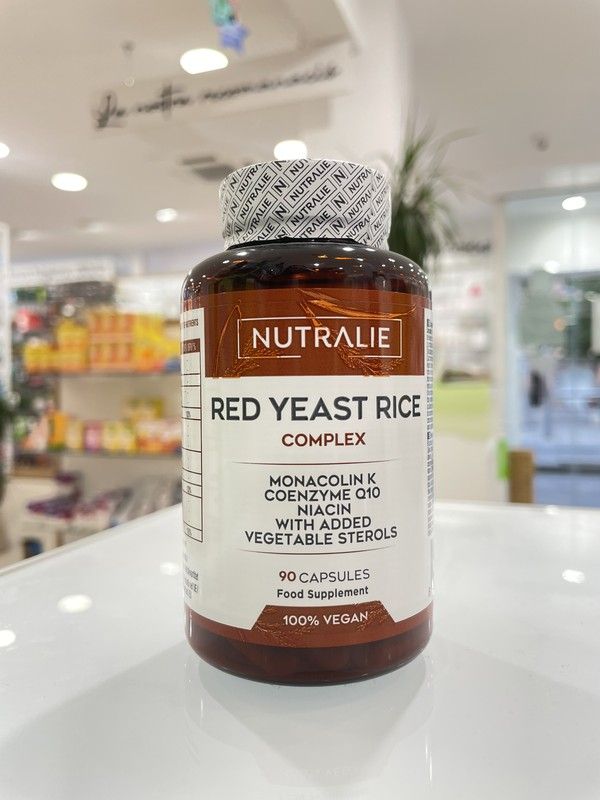 NUTRALIE
NUTRALIE
RED YEAST RICE
COMPLEX
MONACOLIN K
COENZYME Q10
NIACIN
WITH ADDED
VEGETABLE STEROLS
90 CAPSULES
Food Supplement
100% VEGAN